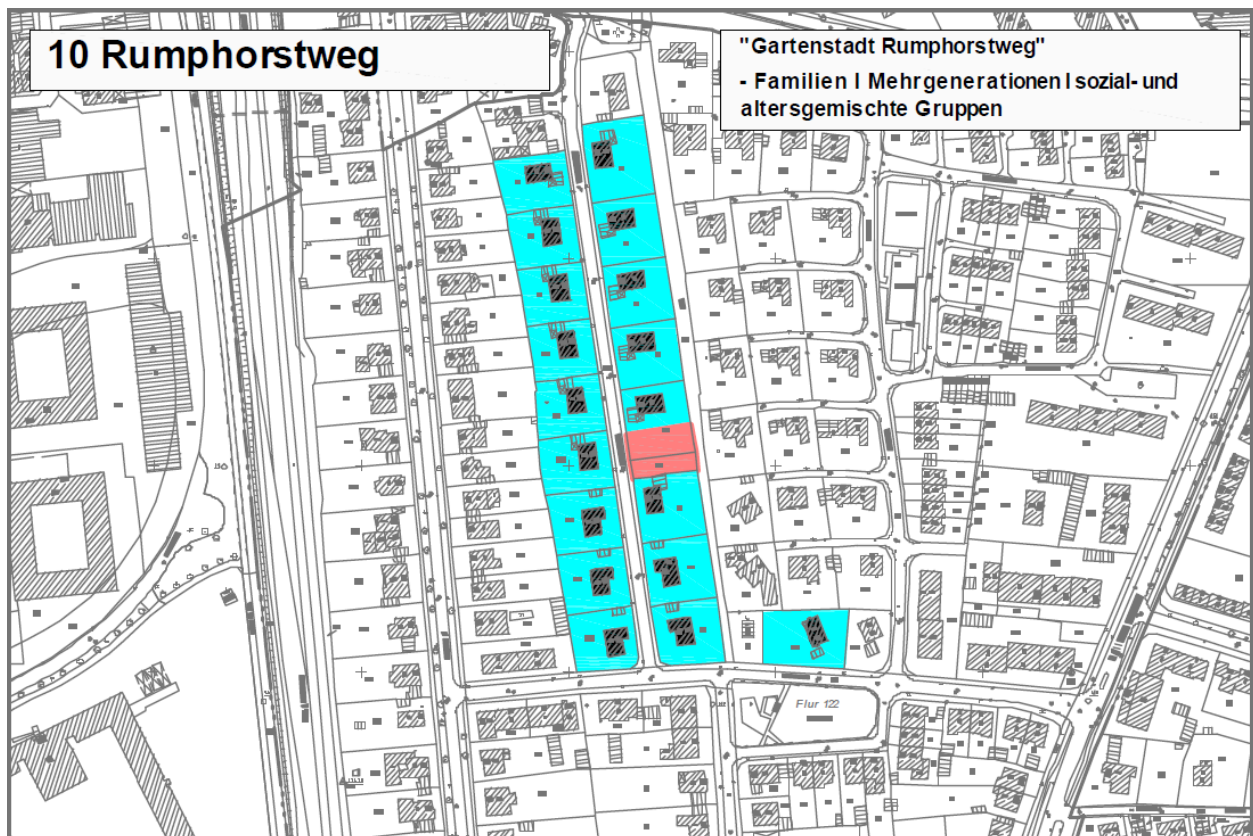 10 Rumphorstweg
"Gartenstadt Rumphorstweg"
- Familien I Mehrgenerationen I sozial- und
altersgemischte Gruppen
Flur 122